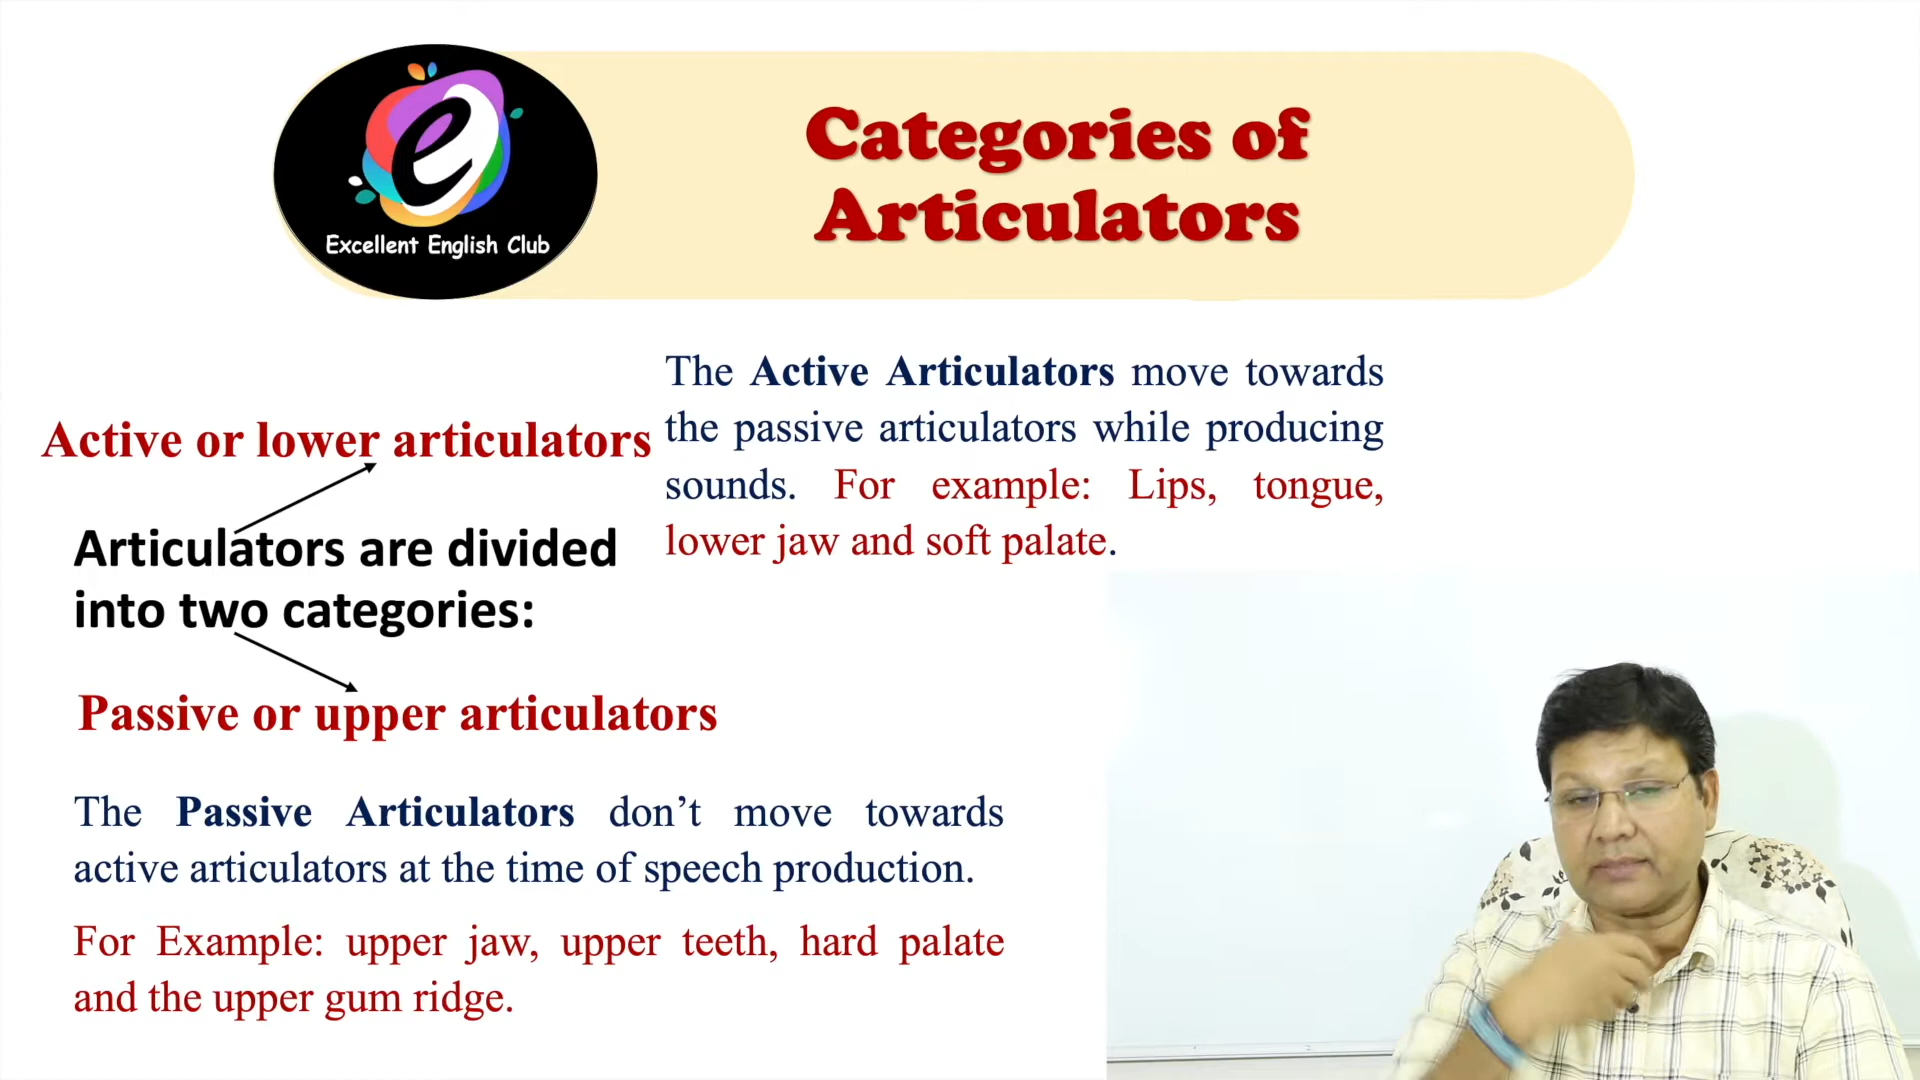 Excellent English Club
Categories of
Articulators
Active or lower articulators
The Active Articulators move towards
the passive articulators while producing
sounds. For example: Lips, tongue,
lower jaw and soft palate.
Articulators are divided
into two categories:
Passive or upper articulators
The Passive Articulators don’t move towards
active articulators at the time of speech production.
For Example: upper jaw, upper teeth, hard palate
and the upper gum ridge.